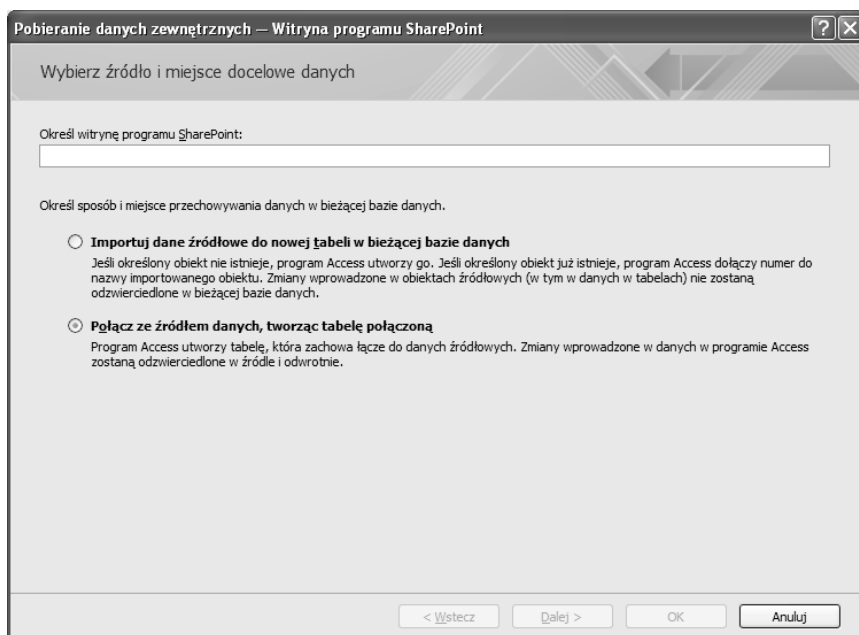 Pobieranie danych zewnętrznych — Witryna programu SharePoint
Wybierz źródło i miejsce docelowe danych
Określ witrynę programu SharePoint:
Określ sposób i miejsce przechowywania danych w bieżącej bazie danych.
Importuj dane źródłowe do nowej tabeli w bieżącej bazie danych
Jeśli określony obiekt nie istnieje, program Access utworzy go. Jeśli określony obiekt już istnieje, program Access dołączy numer do
nazwy importowanego obiektu. Zmiany wprowadzone w obiektach źródłowych (w tym w danych w tabelach) nie zostaną
odzwierciedlone w bieżącej bazie danych.
Połącz ze źródłem danych, tworząc tabelę połączoną
Program Access utworzy tabelę, która zachowa łącze do danych źródłowych. Zmiany wprowadzone w danych w programie Access
zostaną odzwierciedlone w źródle i odwrotnie.
< Wstecz Dalej > OK Anuluj